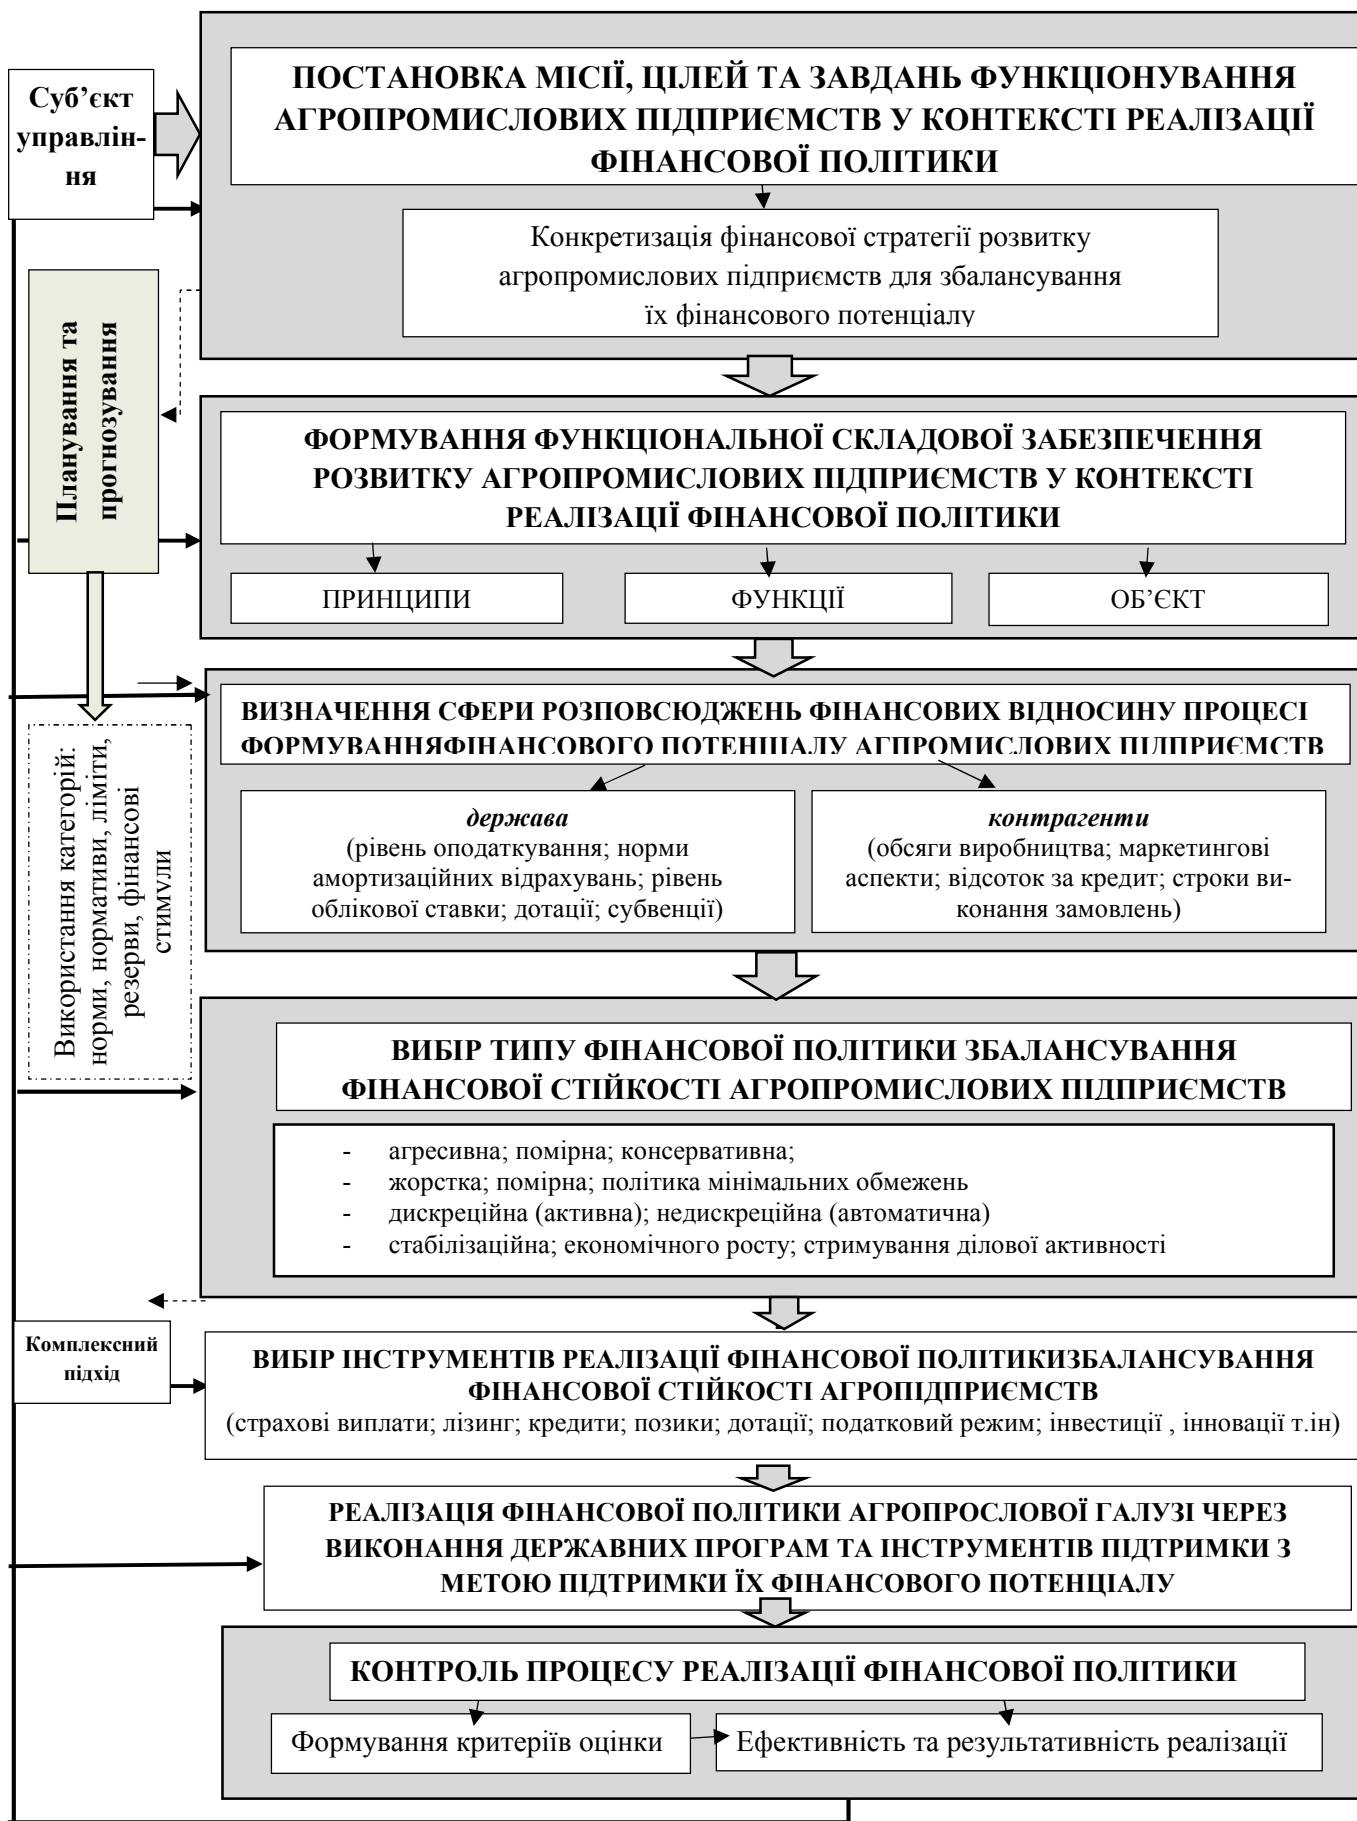 Суб’єкт
управлін-
ня
ПОСТАНОВКА МІСІЇ, ЦІЛЕЙ ТА ЗАВДАНЬ ФУНКЦІОНУВАННЯ
АГРОПРОМИСЛОВИХ ПІДПРИЄМСТВ У КОНТЕКСТІ РЕАЛІЗАЦІЇ
ФІНАНСОВОЇ ПОЛІТИКИ
Конкретизація фінансової стратегії розвитку
агропромислових підприємств для збалансування
їх фінансового потенціалу
Планування та
прогнозування
ФОРМУВАННЯ ФУНКЦІОНАЛЬНОЇ СКЛАДОВОЇ ЗАБЕЗПЕЧЕННЯ
РОЗВИТКУ АГРОПРОМИСЛОВИХ ПІДПРИЄМСТВ У КОНТЕКСТІ
РЕАЛІЗАЦІЇ ФІНАНСОВОЇ ПОЛІТИКИ
ПРИНЦИПИ
ФУНКЦІЇ
ОБ’ЄКТ
ВИЗНАЧЕННЯ СФЕРИ РОЗПОВСЮДЖЕНЬ ФІНАНСОВИХ ВІДНОСИНУ ПРОЦЕСІ
ФОРМУВАННЯФІНАНСОВОГО ПОТЕНЦІАЛУ АГПРОМИСЛОВИХ ПІДПРИЄМСТВ
Використання категорій:
норми, нормативи, ліміти,
резерви, фінансові
стимули
держава
(рівень оподаткування; норми
амортизаційних відрахувань; рівень
облікової ставки; дотації; субвенції)
контрагенти
(обсяги виробництва; маркетингові
аспекти; відсоток за кредит; строки ви-
конання замовлень)
ВИБІР ТИПУ ФІНАНСОВОЇ ПОЛІТИКИ ЗБАЛАНСУВАННЯ
ФІНАНСОВОЇ СТІЙКОСТІ АГРОПРОМИСЛОВИХ ПІДПРИЄМСТВ
- агресивна; помірна; консервативна;
- жорстка; помірна; політика мінімальних обмежень
- дискреційна (активна); недискреційна (автоматична)
- стабілізаційна; економічного росту; стримування ділової активності
Комплексний
підхід
ВИБІР ІНСТРУМЕНТІВ РЕАЛІЗАЦІЇ ФІНАНСОВОЇ ПОЛІТИКИЗБАЛАНСУВАННЯ
ФІНАНСОВОЇ СТІЙКОСТІ АГРОПІДПРИЄМСТВ
(страхові виплати; лізинг; кредити; позики; дотації; податковий режим; інвестиції , інновації т.ін)
РЕАЛІЗАЦІЯ ФІНАНСОВОЇ ПОЛІТИКИ АГРОПРОСЛОВОЇ ГАЛУЗІ ЧЕРЕЗ
ВИКОНАННЯ ДЕРЖАВНИХ ПРОГРАМ ТА ІНСТРУМЕНТІВ ПІДТРИМКИ З
МЕТОЮ ПІДТРИМКИ ЇХ ФІНАНСОВОГО ПОТЕНЦІАЛУ
КОНТРОЛЬ ПРОЦЕСУ РЕАЛІЗАЦІЇ ФІНАНСОВОЇ ПОЛІТИКИ
Формування критеріїв оцінки
Ефективність та результативність реалізації